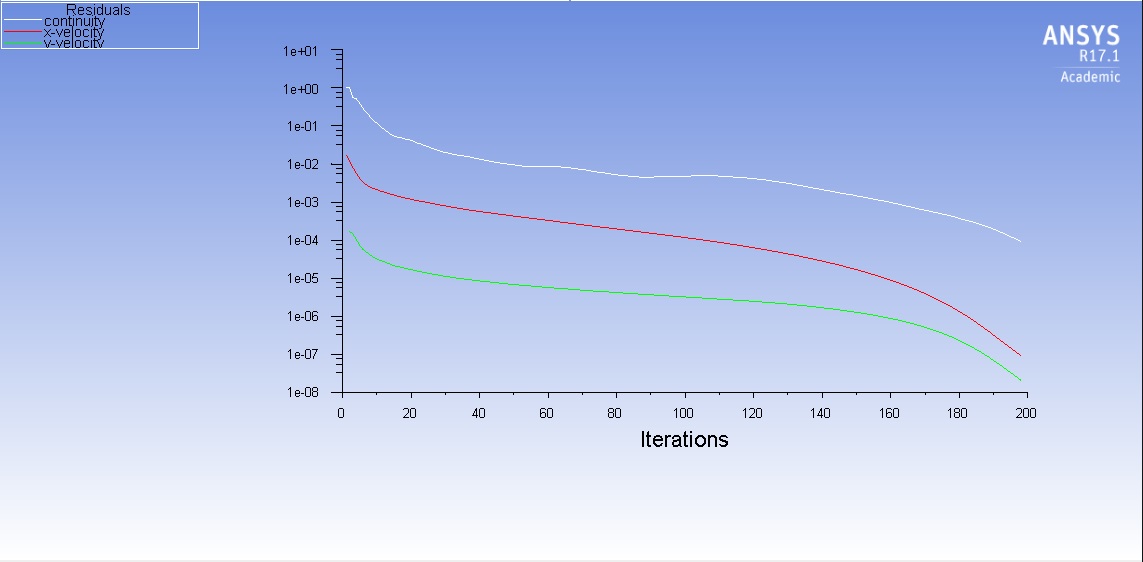 Residuals
continuity
x-velocity
y-velocity
ANSYS
R17.1
Academic
1e+01
1e+00
1e-01
1e-02
1e-03
1e-04
1e-05
1e-06
1e-07
1e-08
0 20 40 60 80 100 120 140 160 180 200
Iterations